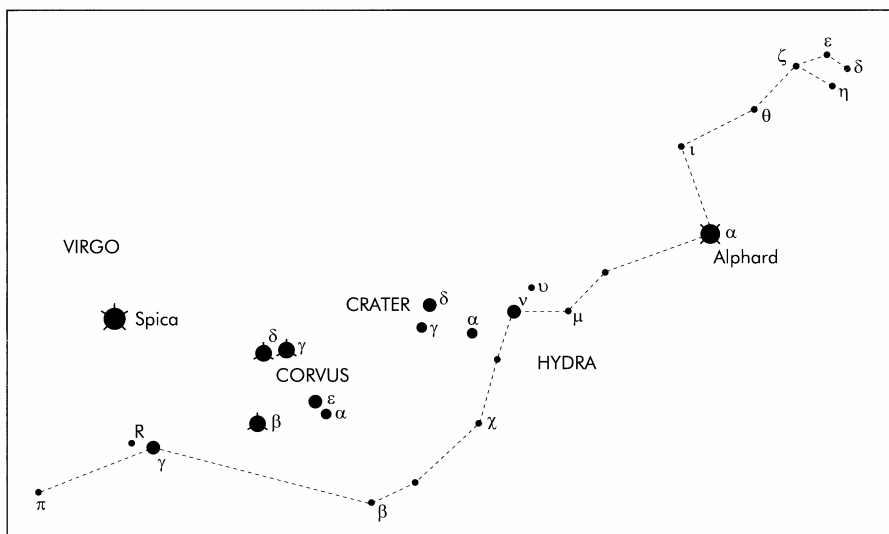 ε
ζ
δ
η
θ
ι
α
Alphard
VIRGO
Spica
CRATER
δ
γ
α
ν
υ
μ
HYDRA
δ
γ
CORVUS
ε
α
β
χ
R
γ
π
β